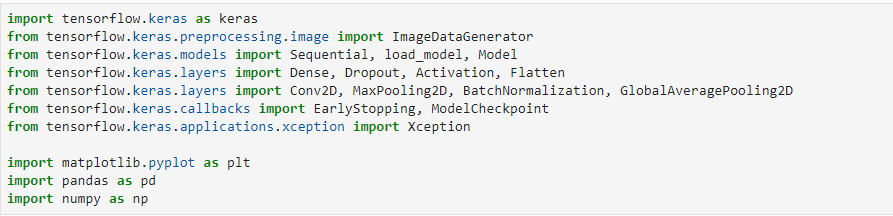 import tensorflow.keras as keras
from tensorflow.keras.preprocessing.image import ImageDataGenerator
from tensorflow.keras.models import Sequential, load_model, Model
from tensorflow.keras.layers import Dense, Dropout, Activation, Flatten
from tensorflow.keras.layers import Conv2D, MaxPooling2D, BatchNormalization, GlobalAveragePooling2D
from tensorflow.keras.callbacks import EarlyStopping, ModelCheckpoint
from tensorflow.keras.applications.xception import Xception
import matplotlib.pyplot as plt
import pandas as pd
import numpy as np